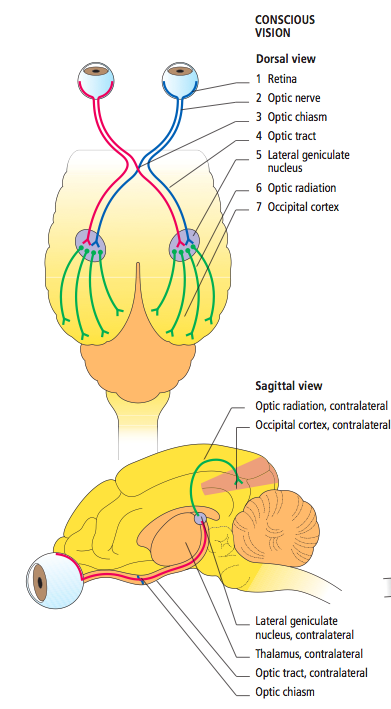 CONSCIOUS
VISION
Dorsal view
1 Retina
2 Optic nerve
3 Optic chiasm
4 Optic tract
5 Lateral geniculate
nucleus
6 Optic radiation
7 Occipital cortex
Sagittal view
Optic radiation, contralateral
Occipital cortex, contralateral
Lateral geniculate
nucleus, contralateral
Thalamus, contralateral
Optic tract, contralateral
Optic chiasm